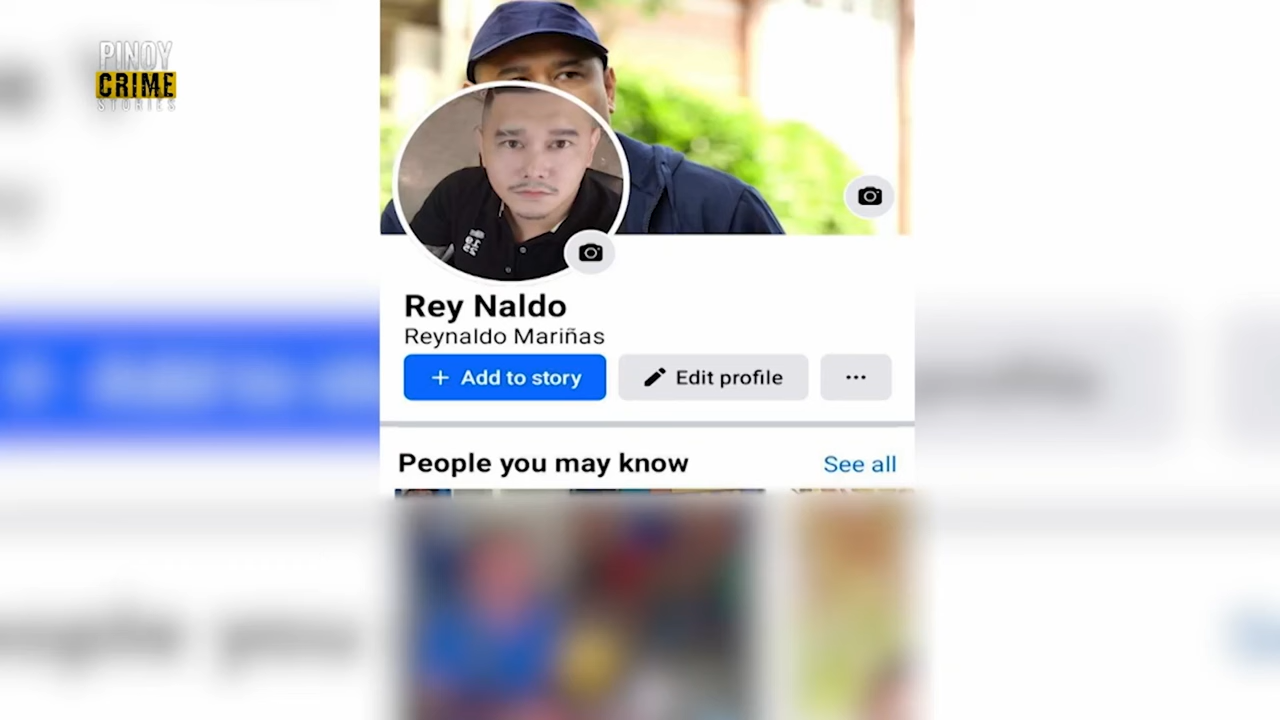 PINOY
CRIME
STORIES
Rey Naldo
Reynaldo Mariñas
+ Add to story
Edit profile
...
People you may know
See all